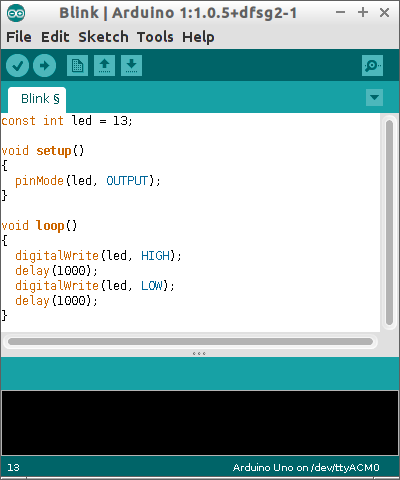 Blink | Arduino 1:1.0.5+dfsg2-1
File Edit Sketch Tools Help
Blink §
const int led = 13;
void setup()
{
  pinMode(led, OUTPUT);
}
void loop()
{
  digitalWrite(led, HIGH);
  delay(1000);
  digitalWrite(led, LOW);
  delay(1000);
}
13 Arduino Uno on /dev/ttyACM0